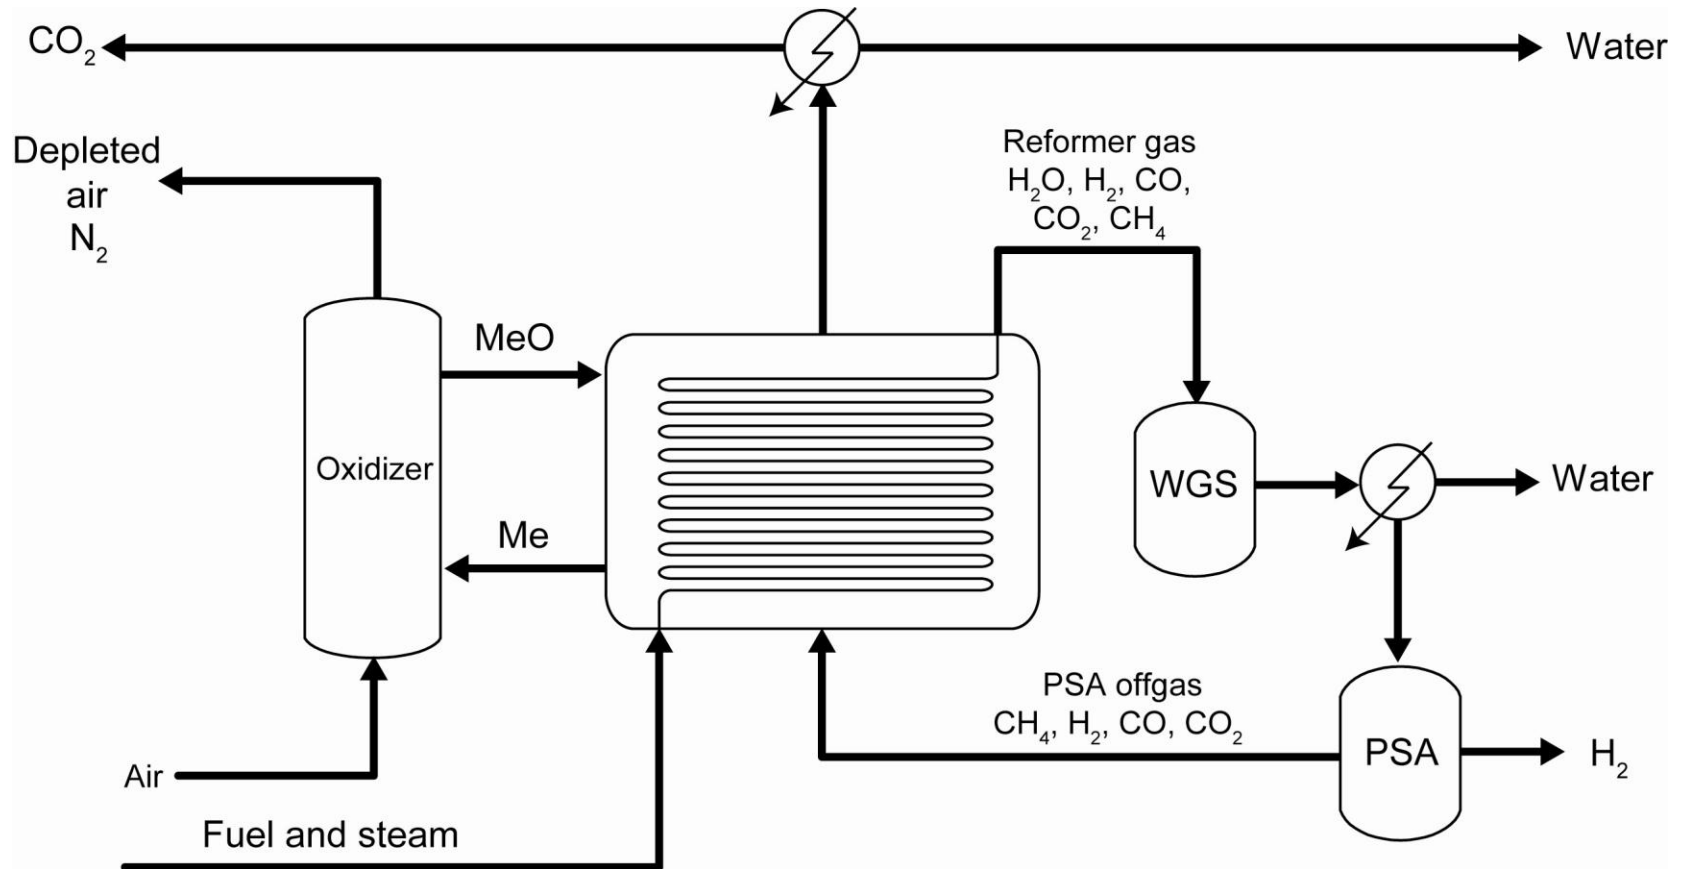 CO₂
Water
Depleted
air
N₂
Reformer gas
H₂O, H₂, CO,
CO₂, CH₄
MeO
Oxidizer
WGS
Water
Me
PSA offgas
CH₄, H₂, CO, CO₂
PSA
H₂
Air
Fuel and steam